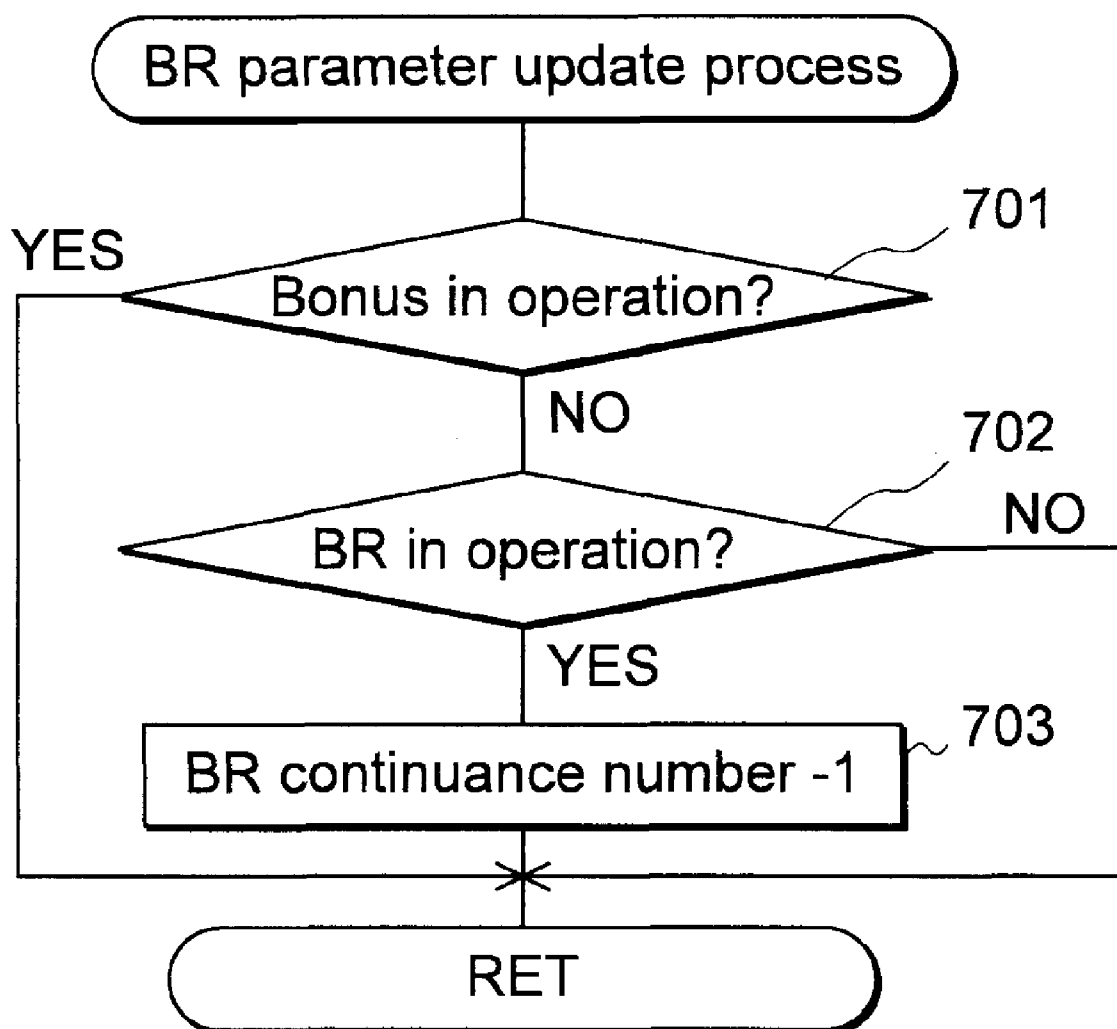 BR parameter update process
701
YES
Bonus in operation?
NO
702
NO
BR in operation?
YES
703
BR continuance number -1
RET